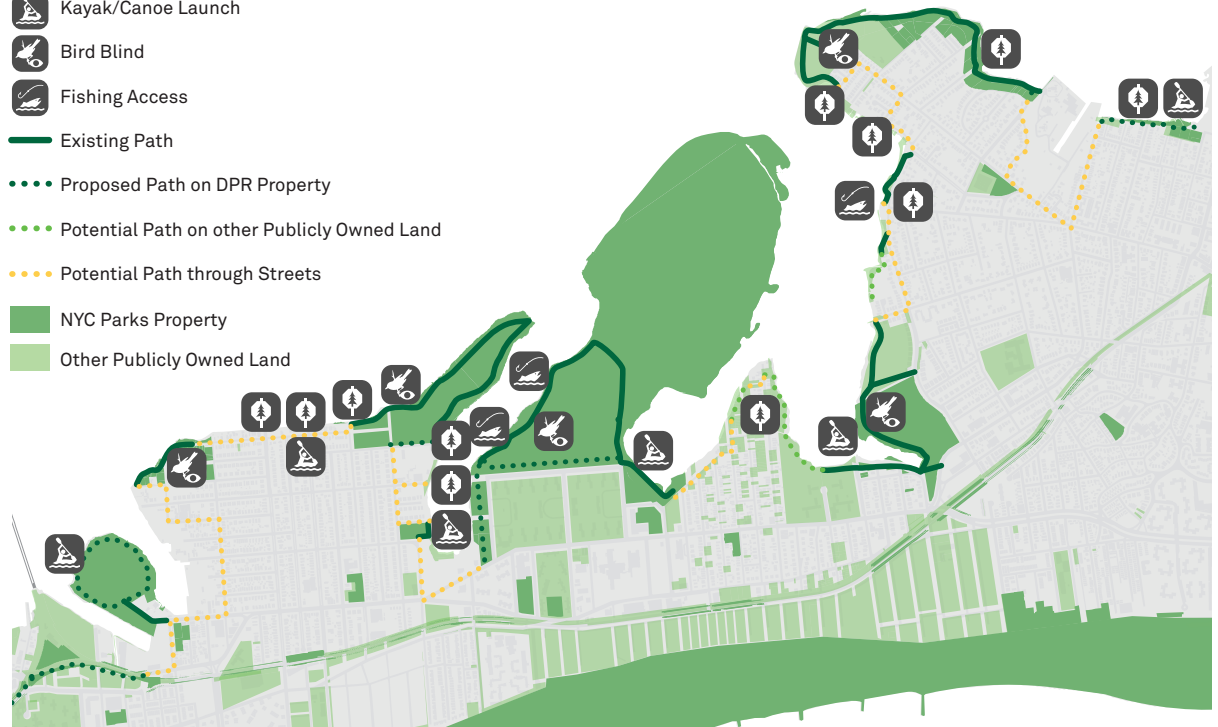 Kayak/Canoe Launch
Bird Blind
Fishing Access
Existing Path
Proposed Path on DPR Property
Potential Path on other Publicly Owned Land
Potential Path through Streets
NYC Parks Property
Other Publicly Owned Land